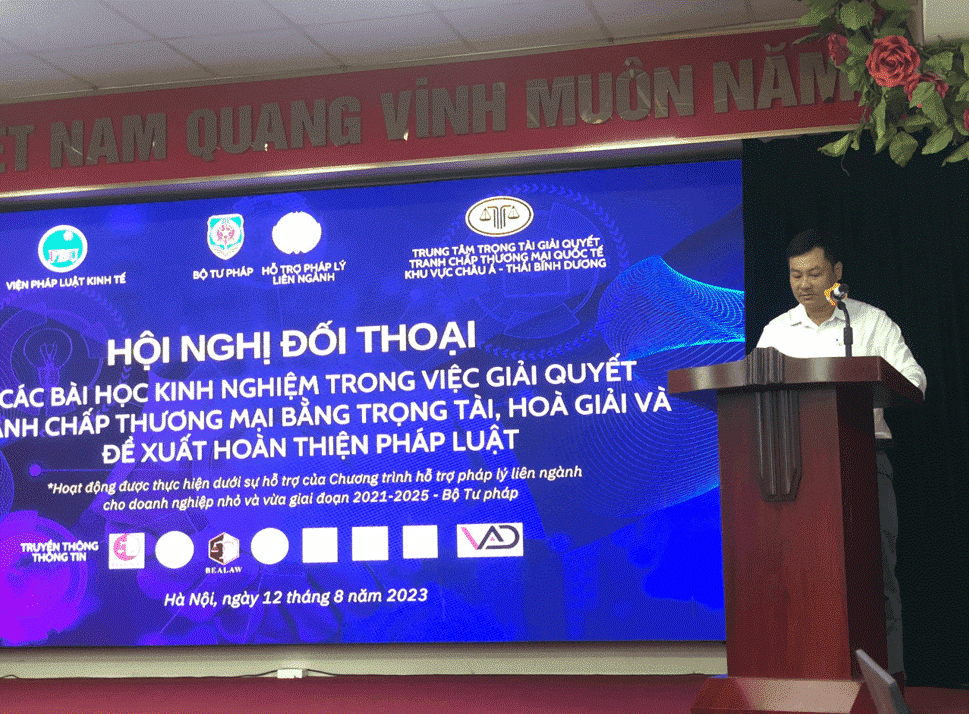 ỆT NAM QUANG VINH MUÔN NĂM
VIỆN PHÁP LUẬT KINH TẾ
BỘ TƯ PHÁP
HỖ TRỢ PHÁP LÝ
LIÊN NGÀNH
TRUNG TÂM TRỌNG TÀI GIẢI QUYẾT
TRANH CHẤP THƯƠNG MẠI QUỐC TẾ
KHU VỰC CHÂU Á - THÁI BÌNH DƯƠNG
HỘI NGHỊ ĐỐI THOẠI
CÁC BÀI HỌC KINH NGHIỆM TRONG VIỆC GIẢI QUYẾT
ANH CHẤP THƯƠNG MẠI BẰNG TRỌNG TÀI, HOÀ GIẢI VÀ
ĐỀ XUẤT HOÀN THIỆN PHÁP LUẬT
*Hoạt động được thực hiện dưới sự hỗ trợ của Chương trình hỗ trợ pháp lý liên ngành
cho doanh nghiệp nhỏ và vừa giai đoạn 2021-2025 - Bộ Tư pháp
TRUYỀN THÔNG
THÔNG TIN
BEALAW
VAD
Hà Nội, ngày 12 tháng 8 năm 2023